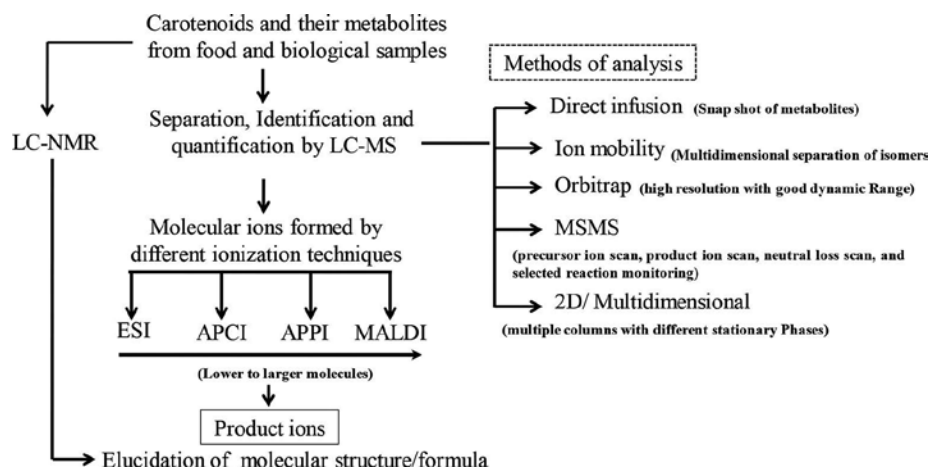 Carotenoids and their metabolites
from food and biological samples
Methods of analysis
Direct infusion (Snap shot of metabolites)
LC-NMR
Separation, Identification and
quantification by LC-MS
Ion mobility (Multidimensional separation of isomers
Orbitrap (high resolution with good dynamic Range)
Molecular ions formed by
different ionization techniques
MSMS
(precursor ion scan, product ion scan, neutral loss scan, and
selected reaction monitoring)
2D/ Multidimensional
(multiple columns with different stationary Phases)
ESI APCI APPI MALDI
(Lower to larger molecules)
Product ions
Elucidation of molecular structure/formula